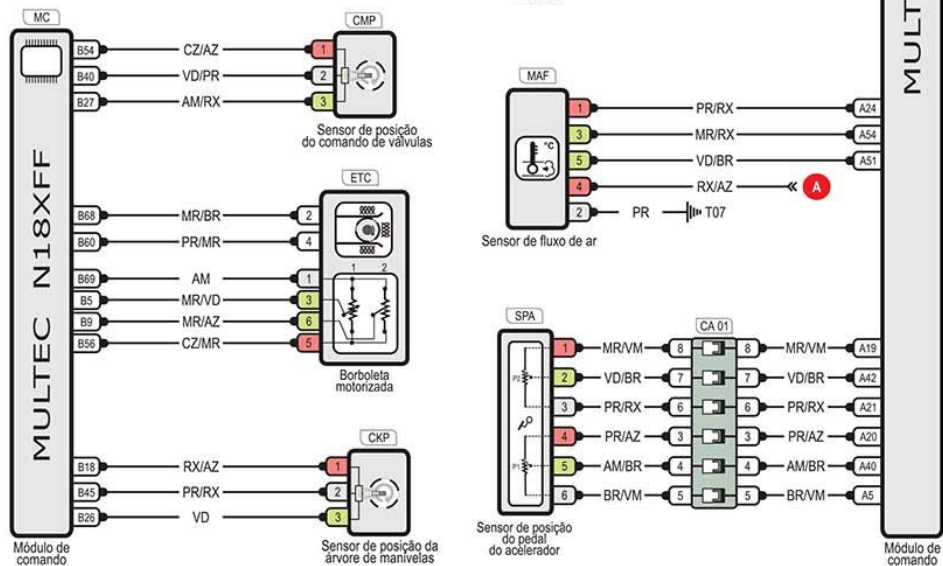 MC
MULTEC N18XFF
B54 CZ/AZ 1
B40 VD/PR 2
B27 AM/RX 3
CMP
Sensor de posição
do comando de válvulas
B68 MR/BR 2
B60 PR/MR 4
B69 AM 1
B5 MR/VD 3
B9 MR/AZ 6
B56 CZ/MR 5
ETC
1 2
Borboleta
motorizada
B18 RX/AZ 1
B45 PR/RX 2
B26 VD 3
CKP
Sensor de posição da
árvore de manivelas
Módulo de
comando
MAF
°C
1 PR/RX A24
3 MR/RX A54
5 VD/BR A51
4 RX/AZ A
2 PR T07
Sensor de fluxo de ar
SPA
CA 01
P2
P1
1 MR/VM 8 8 MR/VM A19
2 VD/BR 7 7 VD/BR A42
3 PR/RX 6 6 PR/RX A21
4 PR/AZ 3 3 PR/AZ A20
5 AM/BR 4 4 AM/BR A40
6 BR/VM 5 5 BR/VM A5
Sensor de posição
do pedal
do acelerador
MULT
Módulo de
comando